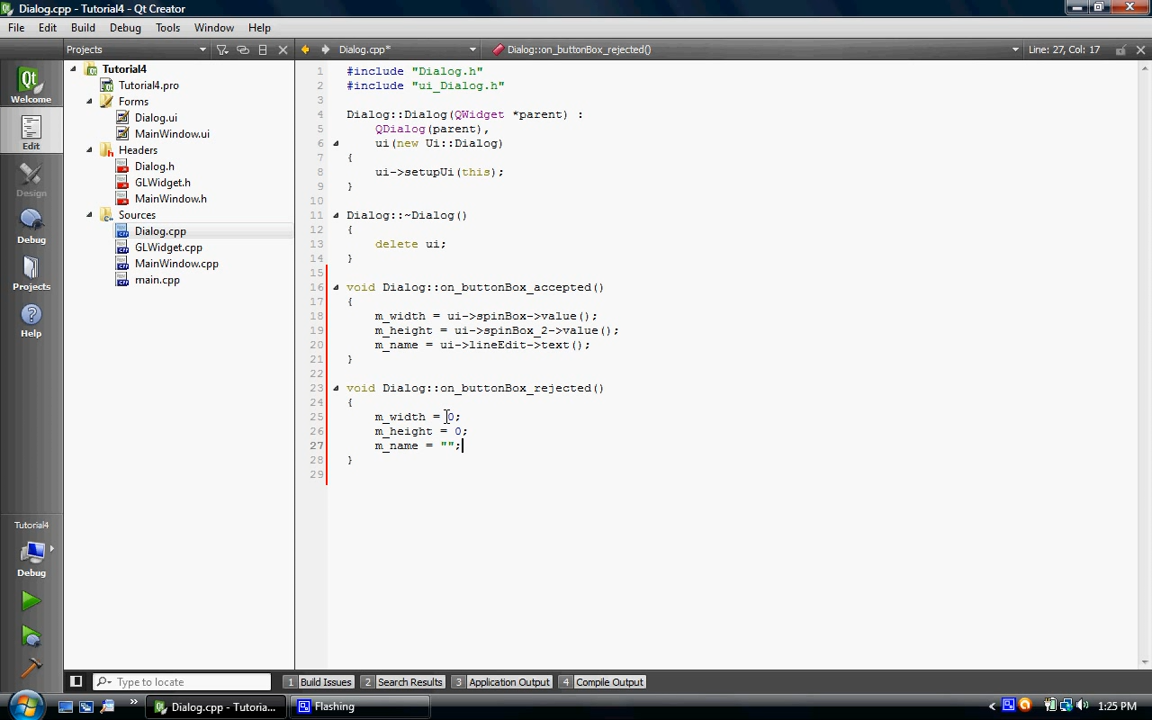 Dialog.cpp - Tutorial4 - Qt Creator
File Edit Build Debug Tools Window Help
Projects
Dialog.cpp*
Dialog::on_buttonBox_rejected()
Line: 27, Col: 17
Welcome
Edit
Design
Debug
Projects
Help
Tutorial4
Debug
Tutorial4
Tutorial4.pro
Forms
Dialog.ui
MainWindow.ui
Headers
Dialog.h
GLWidget.h
MainWindow.h
Sources
Dialog.cpp
GLWidget.cpp
MainWindow.cpp
main.cpp
1 #include "Dialog.h"
2 #include "ui_Dialog.h"
3
4 Dialog::Dialog(QWidget *parent) :
5 QDialog(parent),
6 ui(new Ui::Dialog)
7 {
8 ui->setupUi(this);
9 }
10
11 Dialog::~Dialog()
12 {
13 delete ui;
14 }
15
16 void Dialog::on_buttonBox_accepted()
17 {
18 m_width = ui->spinBox->value();
19 m_height = ui->spinBox_2->value();
20 m_name = ui->lineEdit->text();
21 }
22
23 void Dialog::on_buttonBox_rejected()
24 {
25 m_width = 0;
26 m_height = 0;
27 m_name = "";
28 }
29
Type to locate
1 Build Issues 2 Search Results 3 Application Output 4 Compile Output
Dialog.cpp - Tutoria... Flashing 1:25 PM